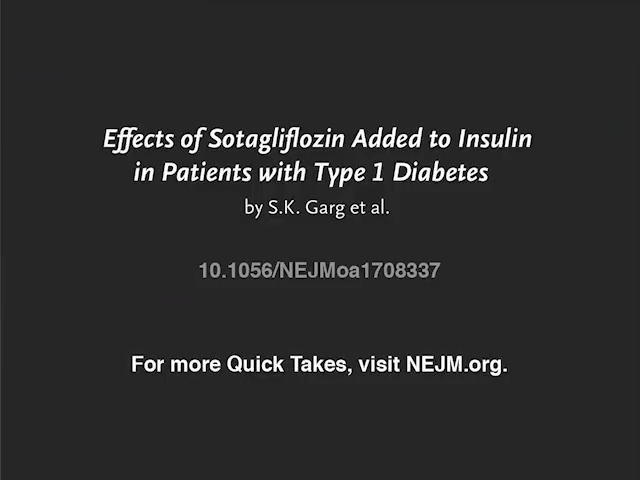 Effects of Sotagliflozin Added to Insulin
in Patients with Type 1 Diabetes
by S.K. Garg et al.
10.1056/NEJMoa1708337
For more Quick Takes, visit NEJM.org.